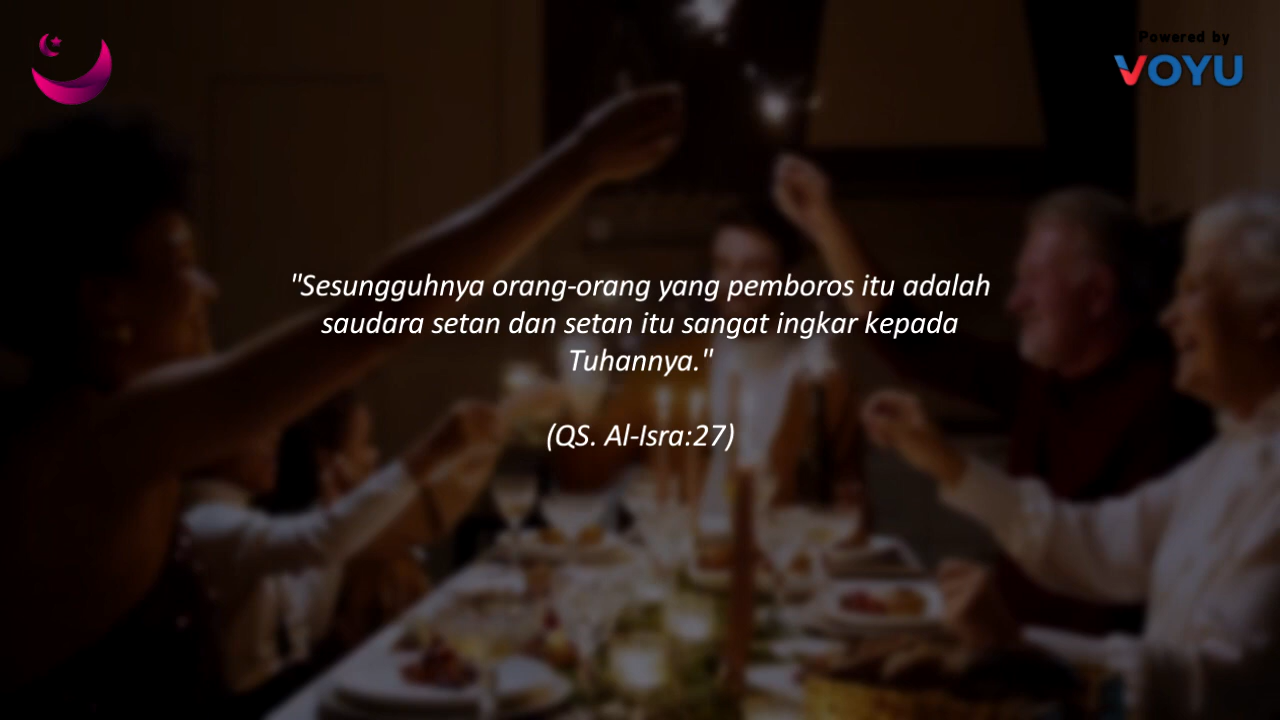 Powered by
VOYU
"Sesungguhnya orang-orang yang pemboros itu adalah
saudara setan dan setan itu sangat ingkar kepada
Tuhannya."
(QS. Al-Isra:27)